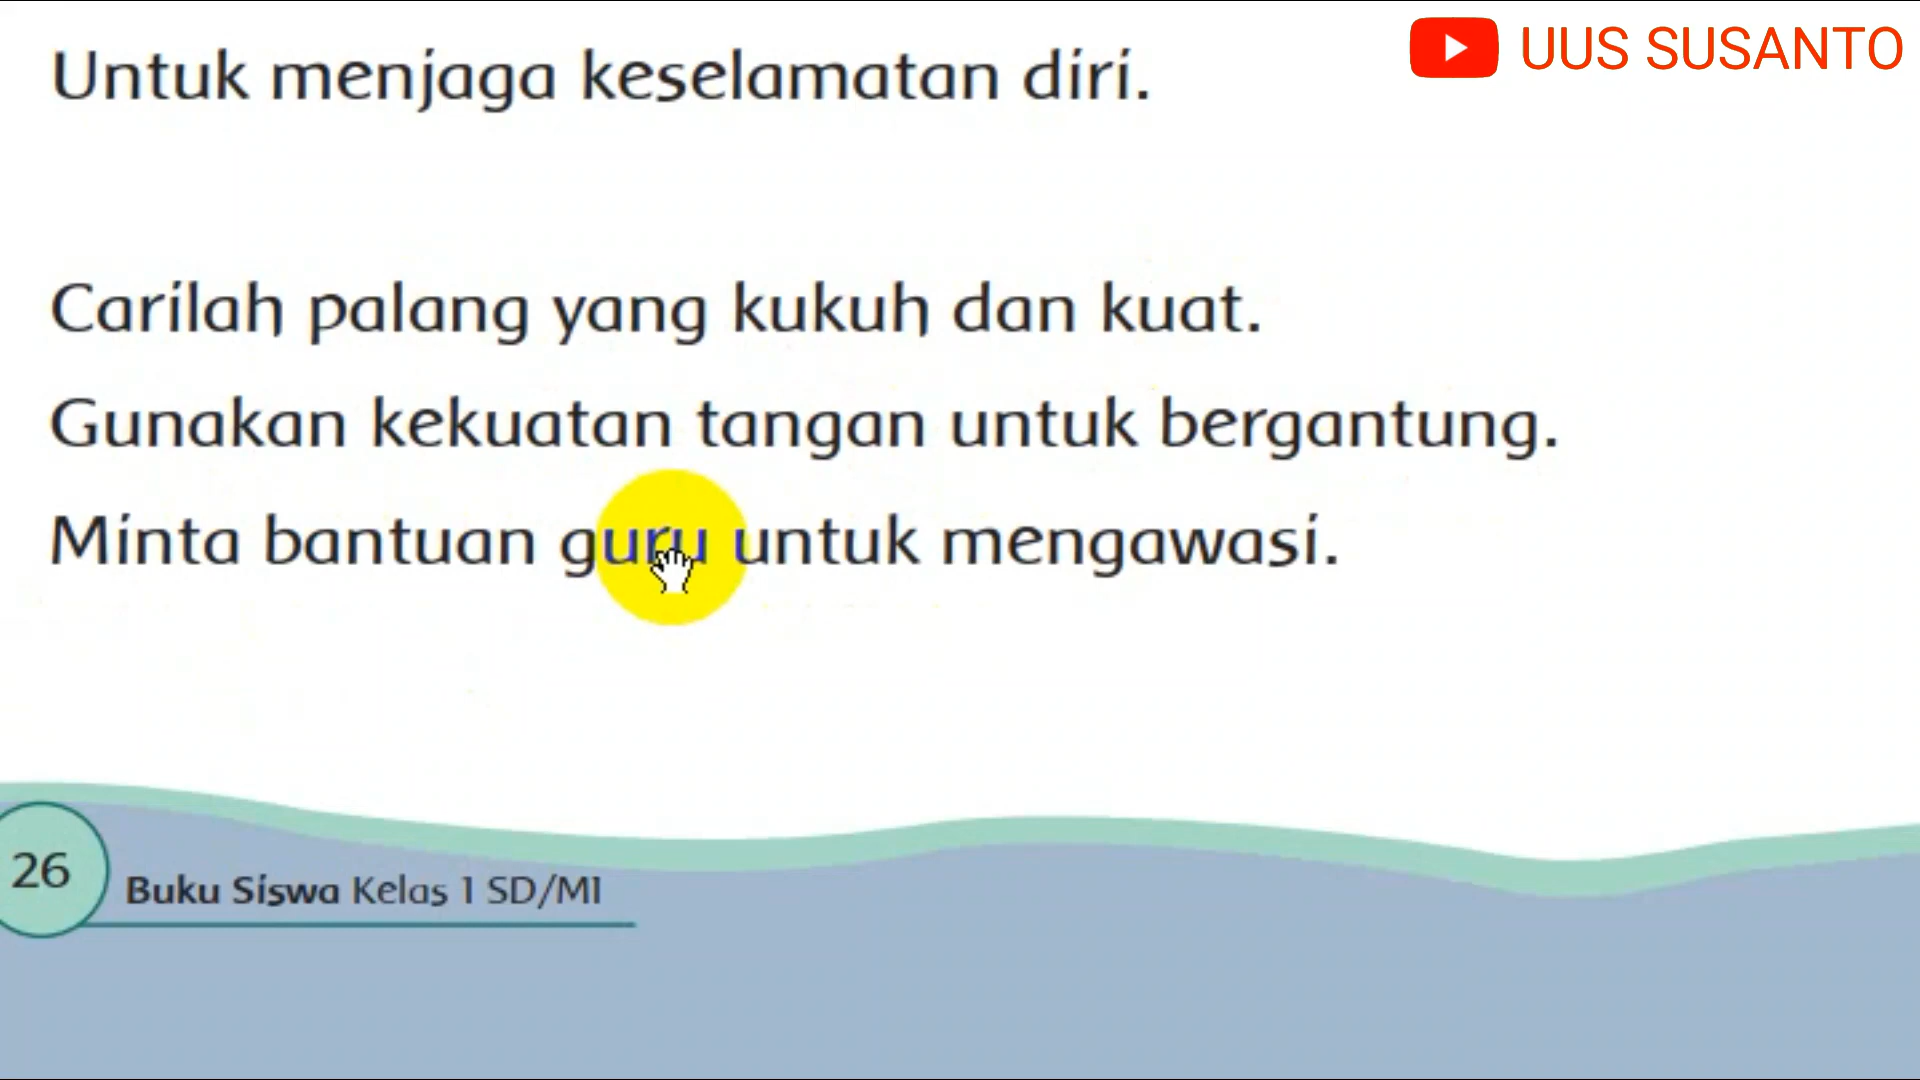 UUS SUSANTO
Untuk menjaga keselamatan diri.
Carilah palang yang kukuh dan kuat.
Gunakan kekuatan tangan untuk bergantung.
Minta bantuan guru untuk mengawasi.
26
Buku Siswa Kelas 1 SD/MI